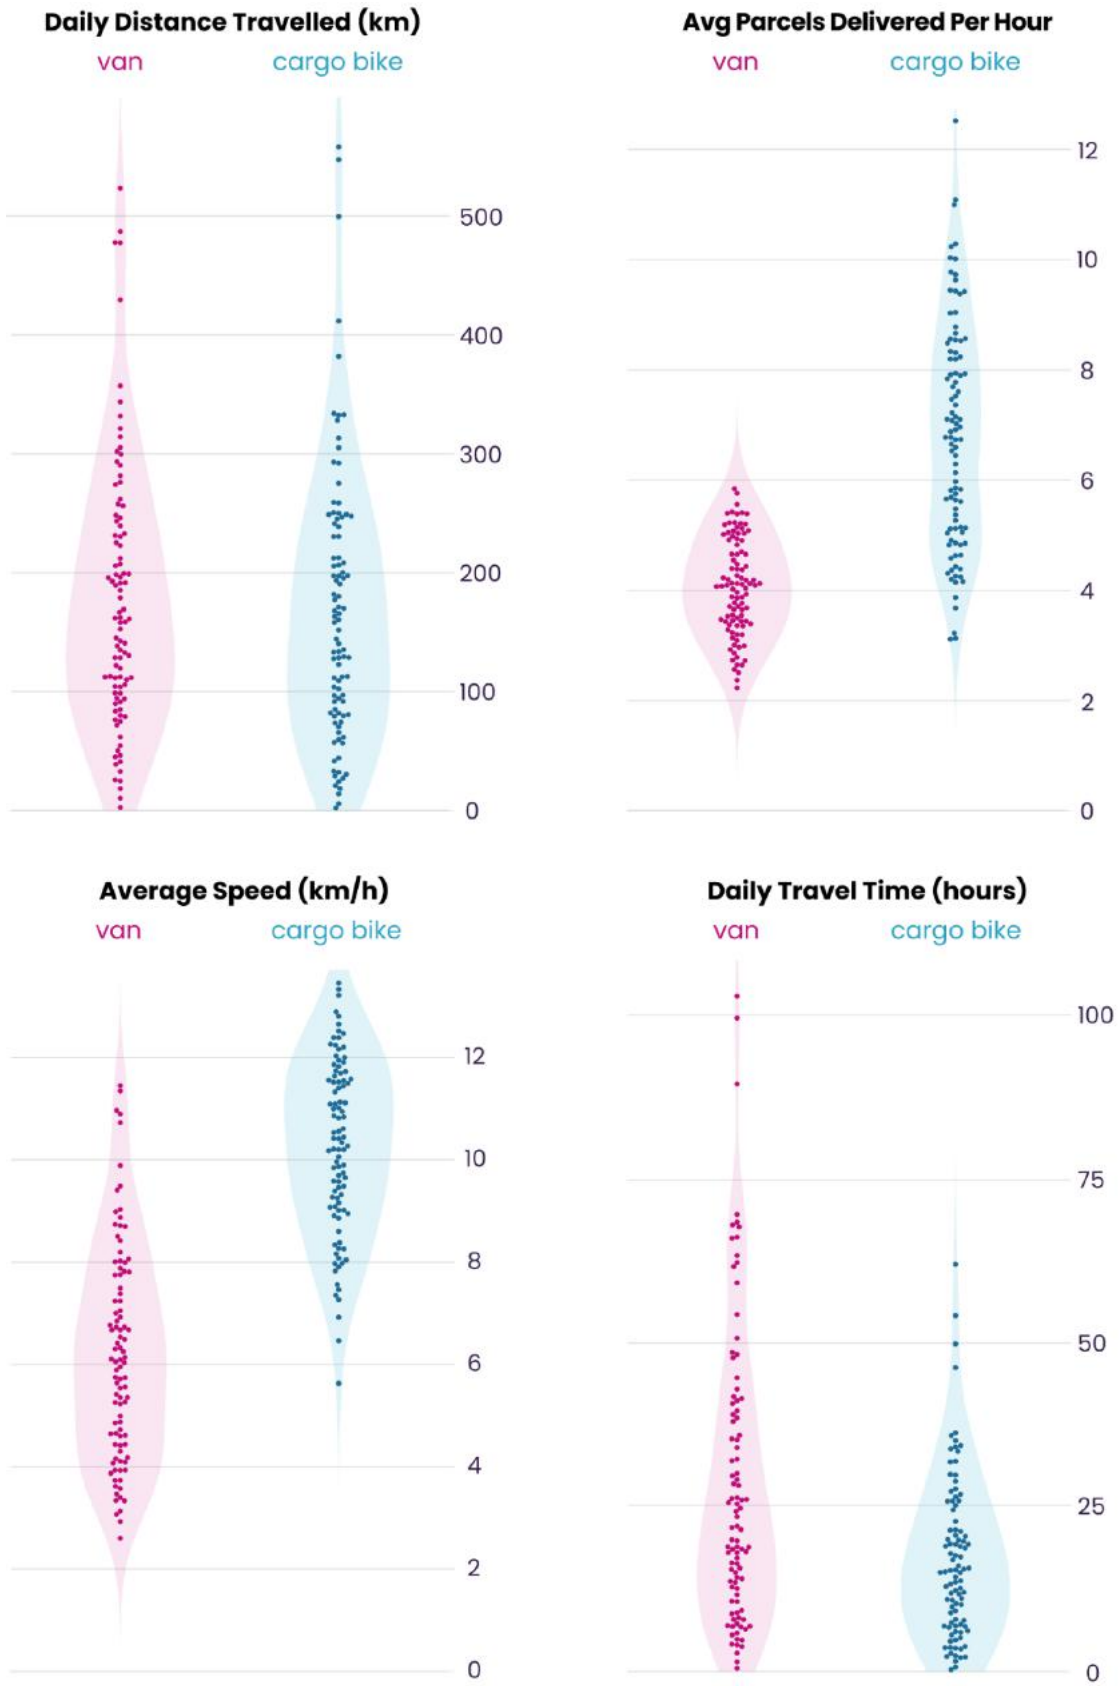 Daily Distance Travelled (km)
van
cargo bike
500
400
300
200
100
0
Avg Parcels Delivered Per Hour
van
cargo bike
12
10
8
6
4
2
0
Average Speed (km/h)
van
cargo bike
12
10
8
6
4
2
0
Daily Travel Time (hours)
van
cargo bike
100
75
50
25
0